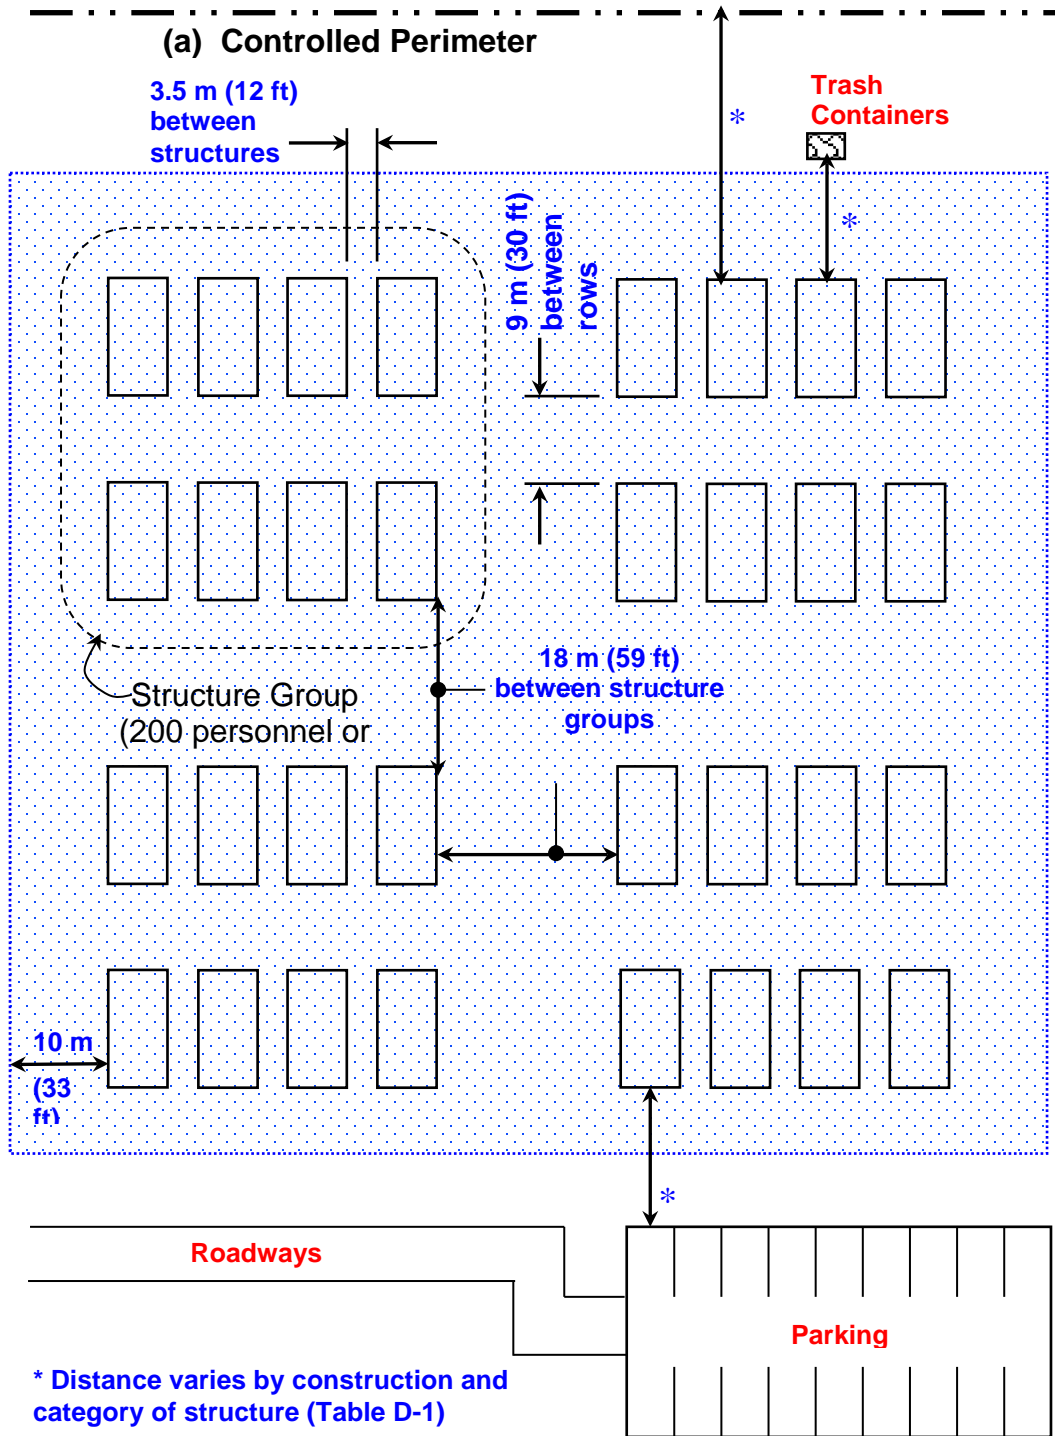 (a) Controlled Perimeter
3.5 m (12 ft)
between
structures
*
Trash
Containers
*
9 m (30 ft)
between
rows
18 m (59 ft)
between structure
groups
Structure Group
(200 personnel or
10 m
(33
ft)
*
Roadways
Parking
* Distance varies by construction and
category of structure (Table D-1)